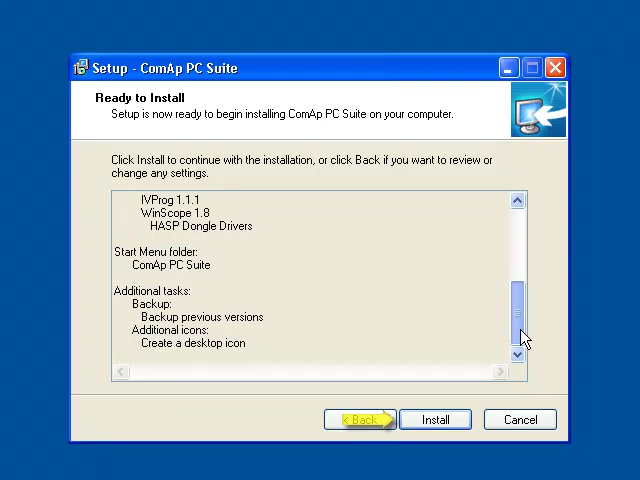 Setup - ComAp PC Suite
Ready to Install
Setup is now ready to begin installing ComAp PC Suite on your computer.
Click Install to continue with the installation, or click Back if you want to review or
change any settings.
IVProg 1.1.1
WinScope 1.8
HASP Dongle Drivers
Start Menu folder:
ComAp PC Suite
Additional tasks:
Backup:
Backup previous versions
Additional icons:
Create a desktop icon
< Back Install Cancel